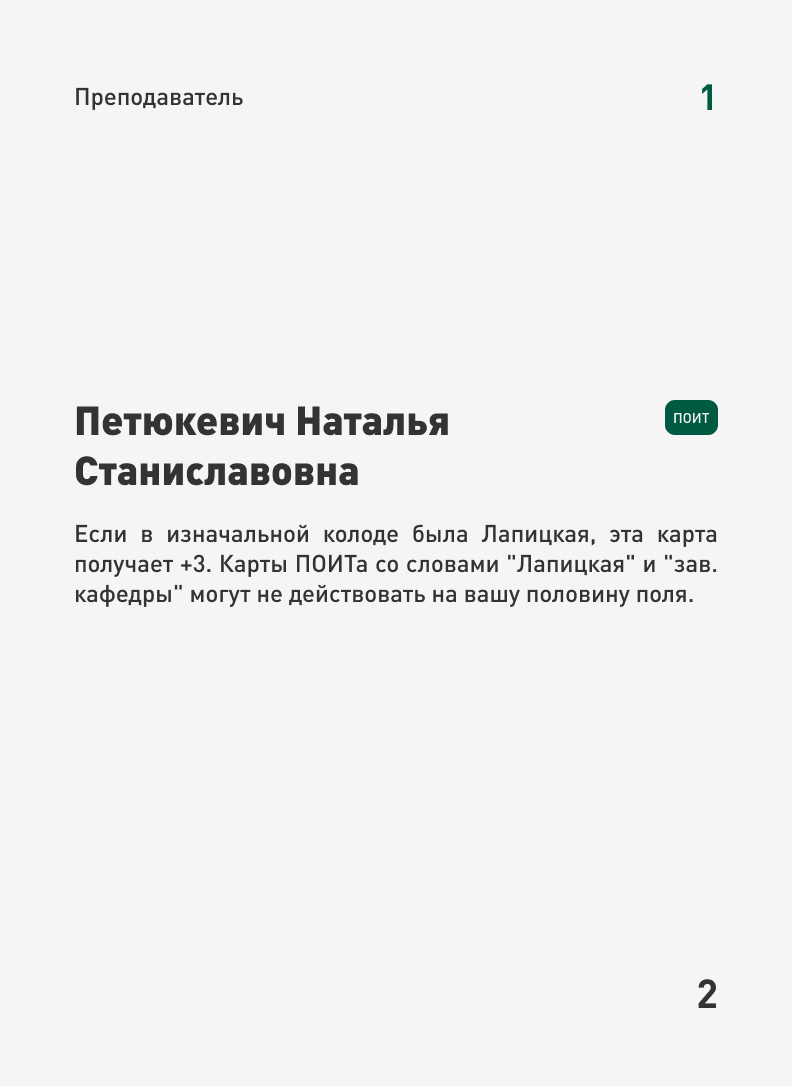 Преподаватель 1
Петюкевич Наталья
ПОИТ
Станиславовна
Если в изначальной колоде была Лапицкая, эта карта
получает +3. Карты ПОИТа со словами "Лапицкая" и "зав.
кафедры" могут не действовать на вашу половину поля.
2